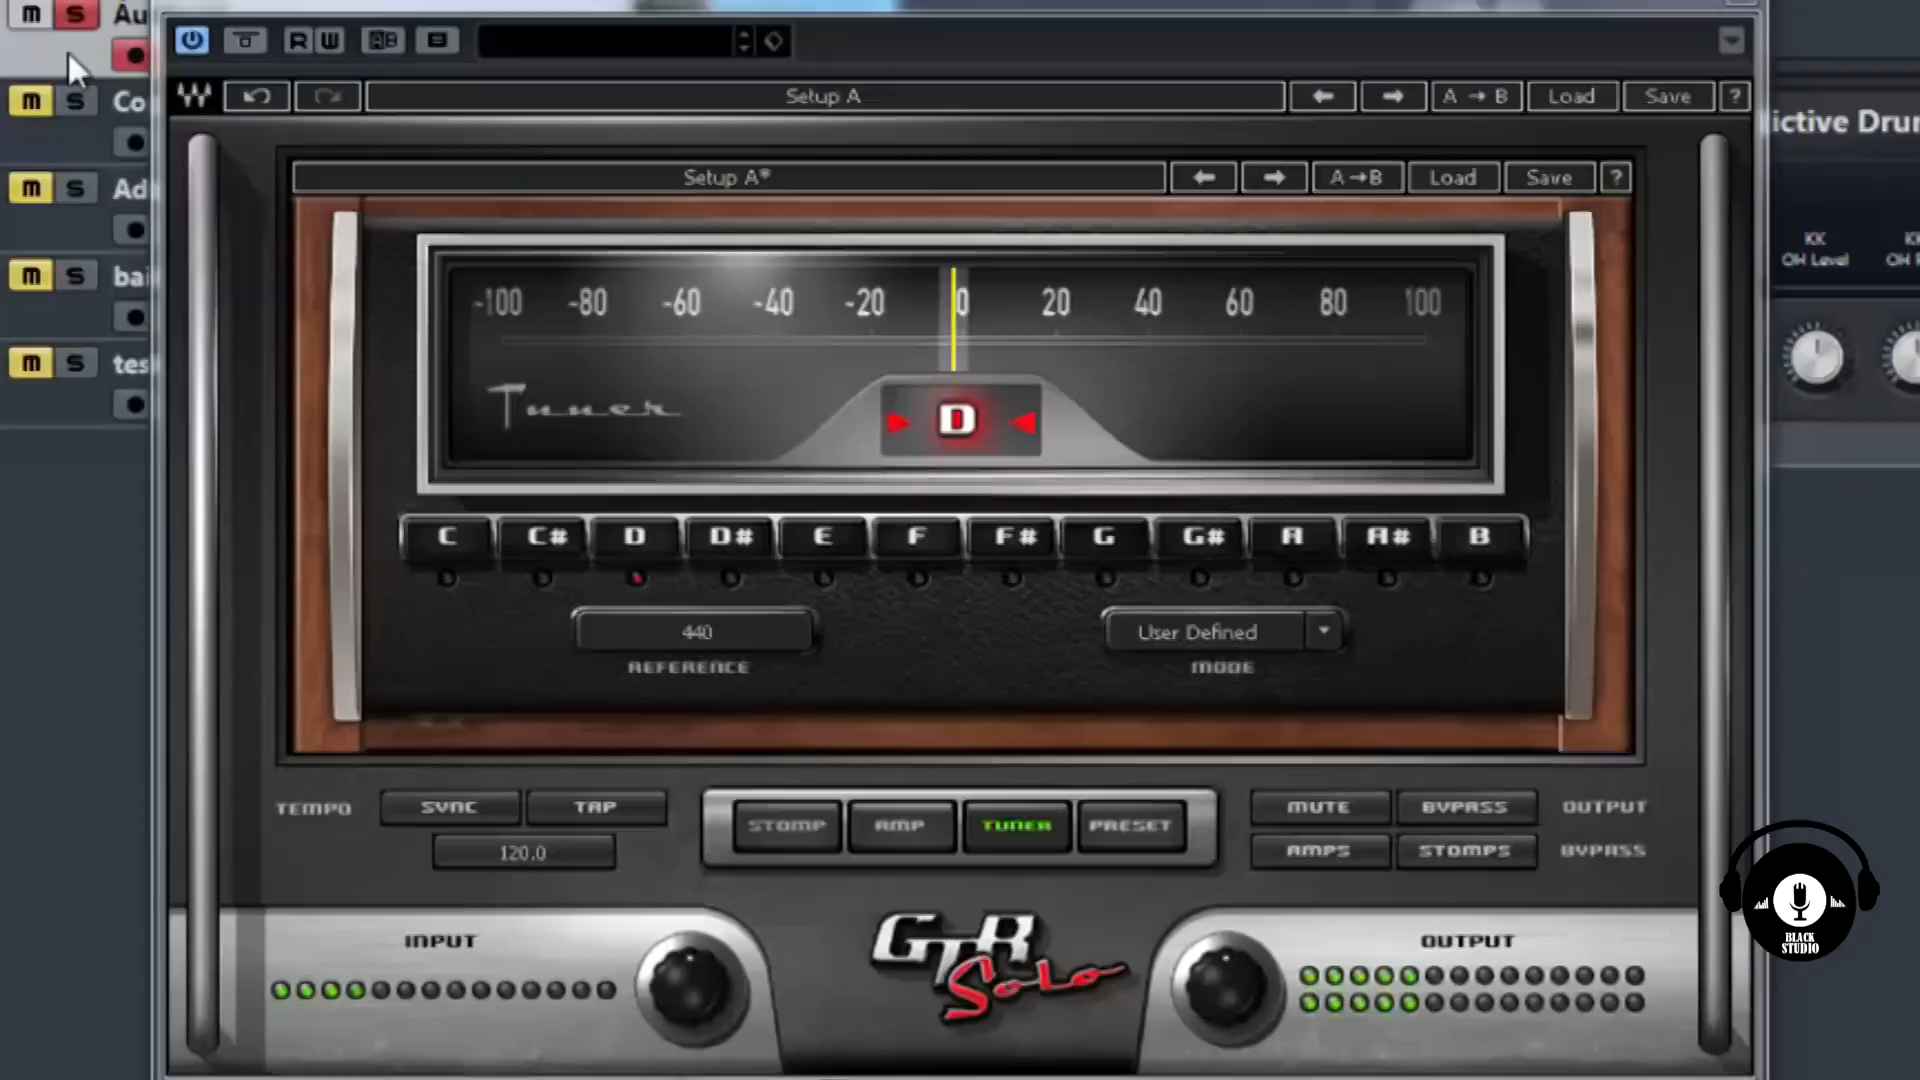 m S Au
R W AB
Setup A A → B Load Save ?
m S Co
ictive Dru
Setup A* A→B Load Save ?
m S Ad
KK
OH Level
m S bai
-100 -80 -60 -40 -20 0 20 40 60 80 100
m S tes
Tuner
D
C C# D D# E F F# G G# A A# B
440
REFERENCE
User Defined
MODE
TEMPO SYNC TAP
120.0
STOMP AMP TUNER PRESET
MUTE BYPASS OUTPUT
AMPS STOMPS BYPASS
INPUT
GTR
Solo
OUTPUT
BLACK
STUDIO